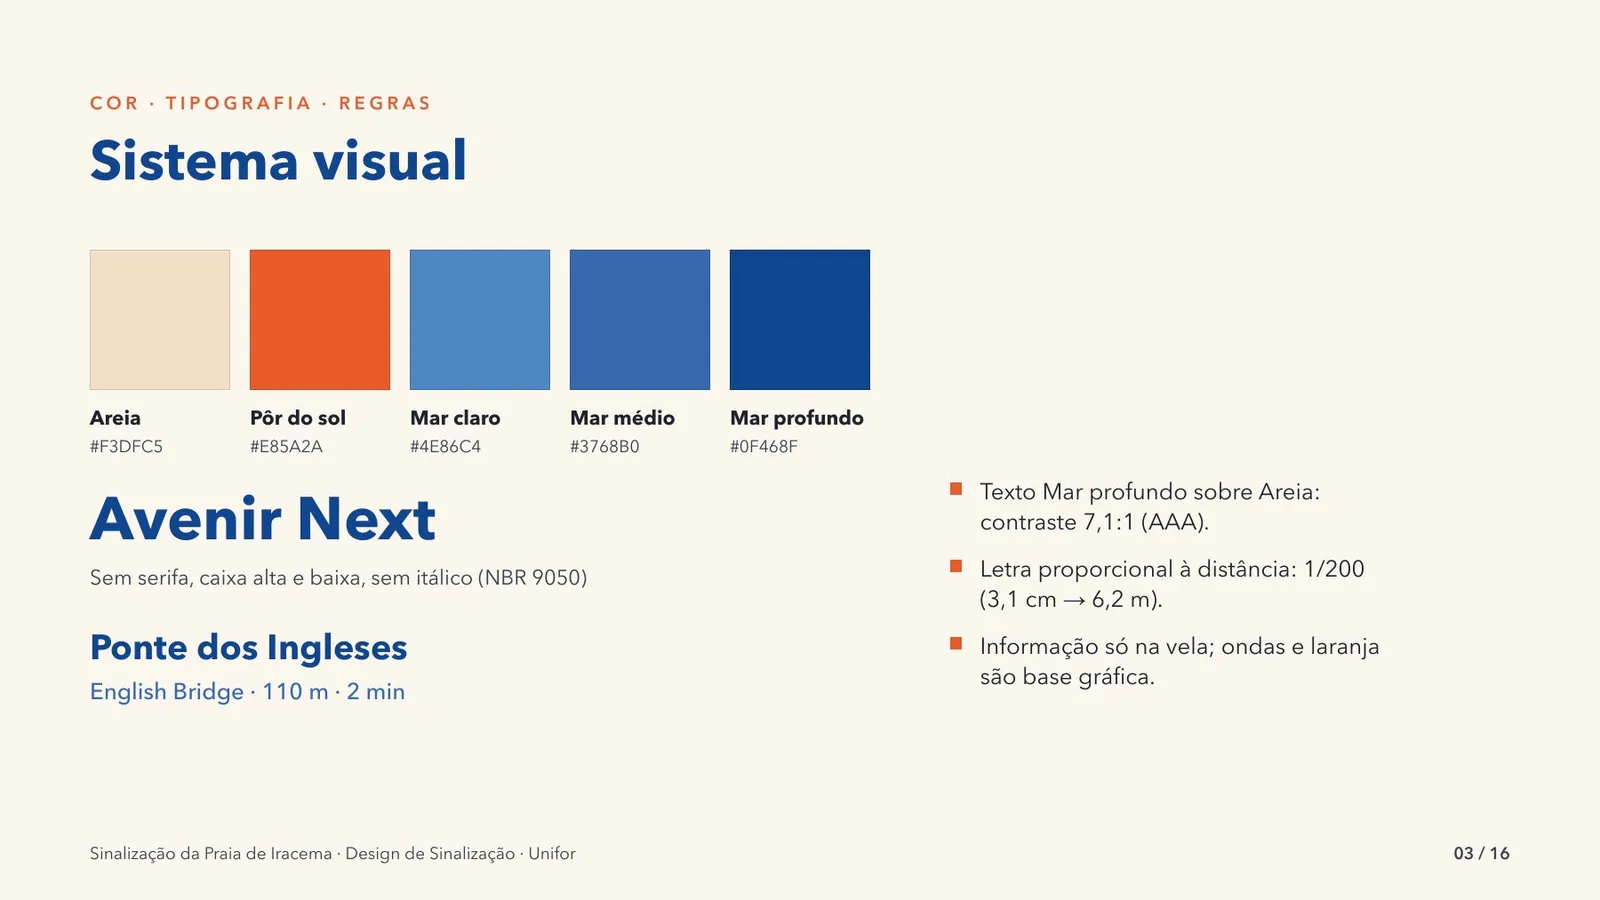 COR · TIPOGRAFIA · REGRAS
Sistema visual
Areia
#F3DFC5
Pôr do sol
#E85A2A
Mar claro
#4E86C4
Mar médio
#3768B0
Mar profundo
#0F468F
Avenir Next
Sem serifa, caixa alta e baixa, sem itálico (NBR 9050)
Ponte dos Ingleses
English Bridge · 110 m · 2 min
Texto Mar profundo sobre Areia:
contraste 7,1:1 (AAA).
Letra proporcional à distância: 1/200
(3,1 cm → 6,2 m).
Informação só na vela; ondas e laranja
são base gráfica.
Sinalização da Praia de Iracema · Design de Sinalização · Unifor
03 / 16